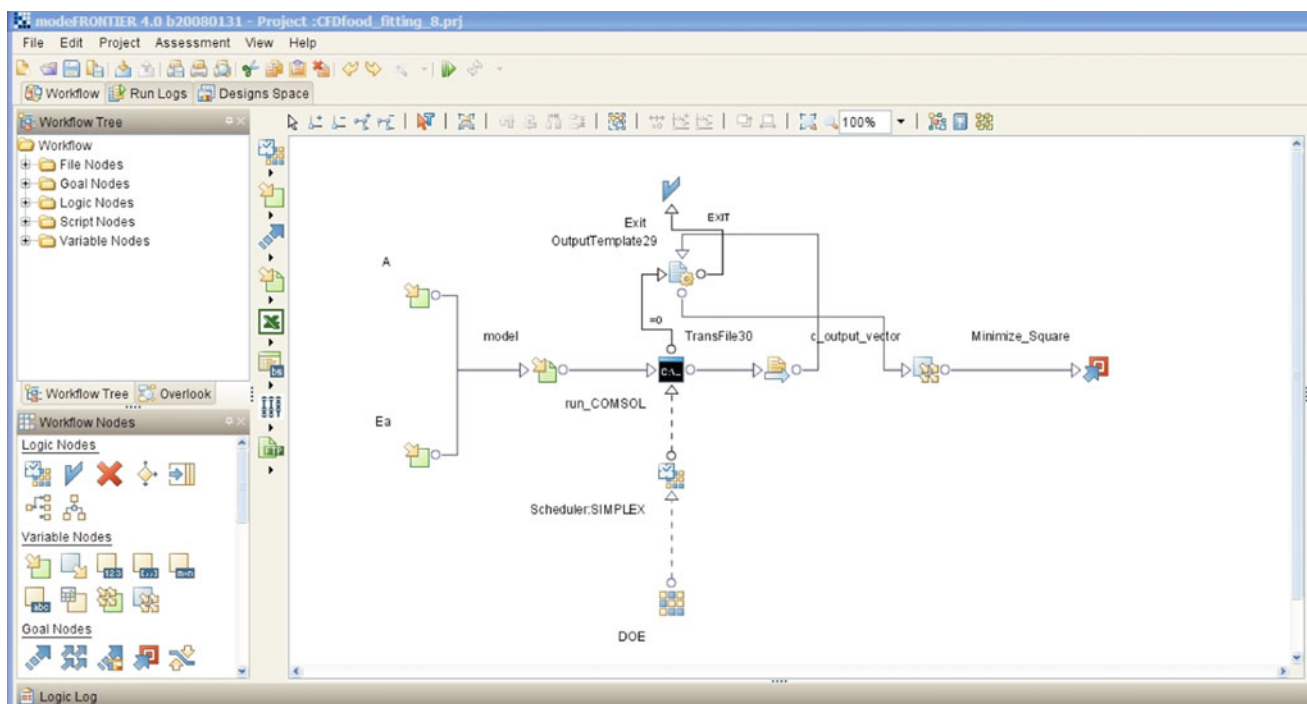 modeFRONTIER 4.0 b20080131 - Project :CFDfood_fitting_8.prj
File Edit Project Assessment View Help
Workflow Run Logs Designs Space
Workflow Tree
100%
Workflow
File Nodes
Goal Nodes
Logic Nodes
Script Nodes
Variable Nodes
Exit
EXIT
OutputTemplate29
A
=0
model
TransFile30
c_output_vector
Minimize_Square
C:\_
run_COMSOL
Ea
Scheduler:SIMPLEX
DOE
Workflow Tree Overlook
Workflow Nodes
Logic Nodes
Variable Nodes
123
abc
Goal Nodes
Logic Log